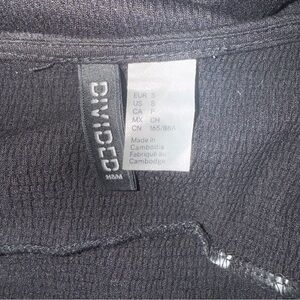 DIVIDED
H&M
EUR S
US S
CA P
MX CH
CN 165/88A
Made in
Cambodia
Fabriqué au
Cambodge